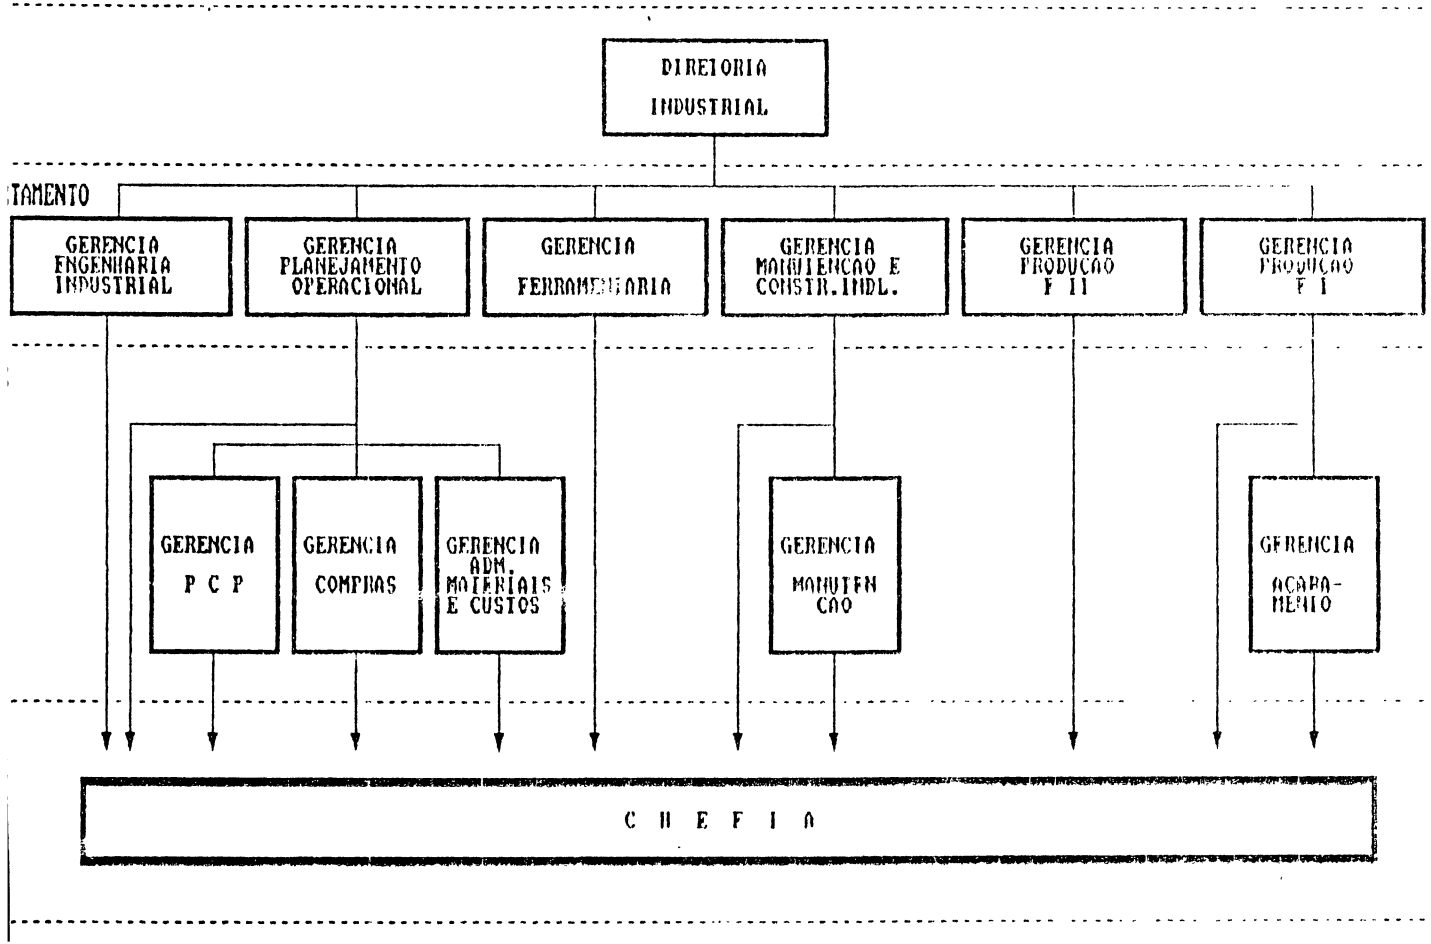 DIRETORIA
INDUSTRIAL
TAMENTO
GERENCIA
ENGENHARIA
INDUSTRIAL
GERENCIA
PLANEJAMENTO
OPERACIONAL
GERENCIA
FERRAMENTARIA
GERENCIA
MANUTENCAO E
CONSTR.INDL.
GERENCIA
PRODUCAO
F II
GERENCIA
PRODUCAO
F I
GERENCIA
P C P
GERENCIA
COMPRAS
GERENCIA
ADM.
MATERIAIS
E CUSTOS
GERENCIA
MANUTEN
CAO
GERENCIA
ACABA-
MENTO
C H E F I A